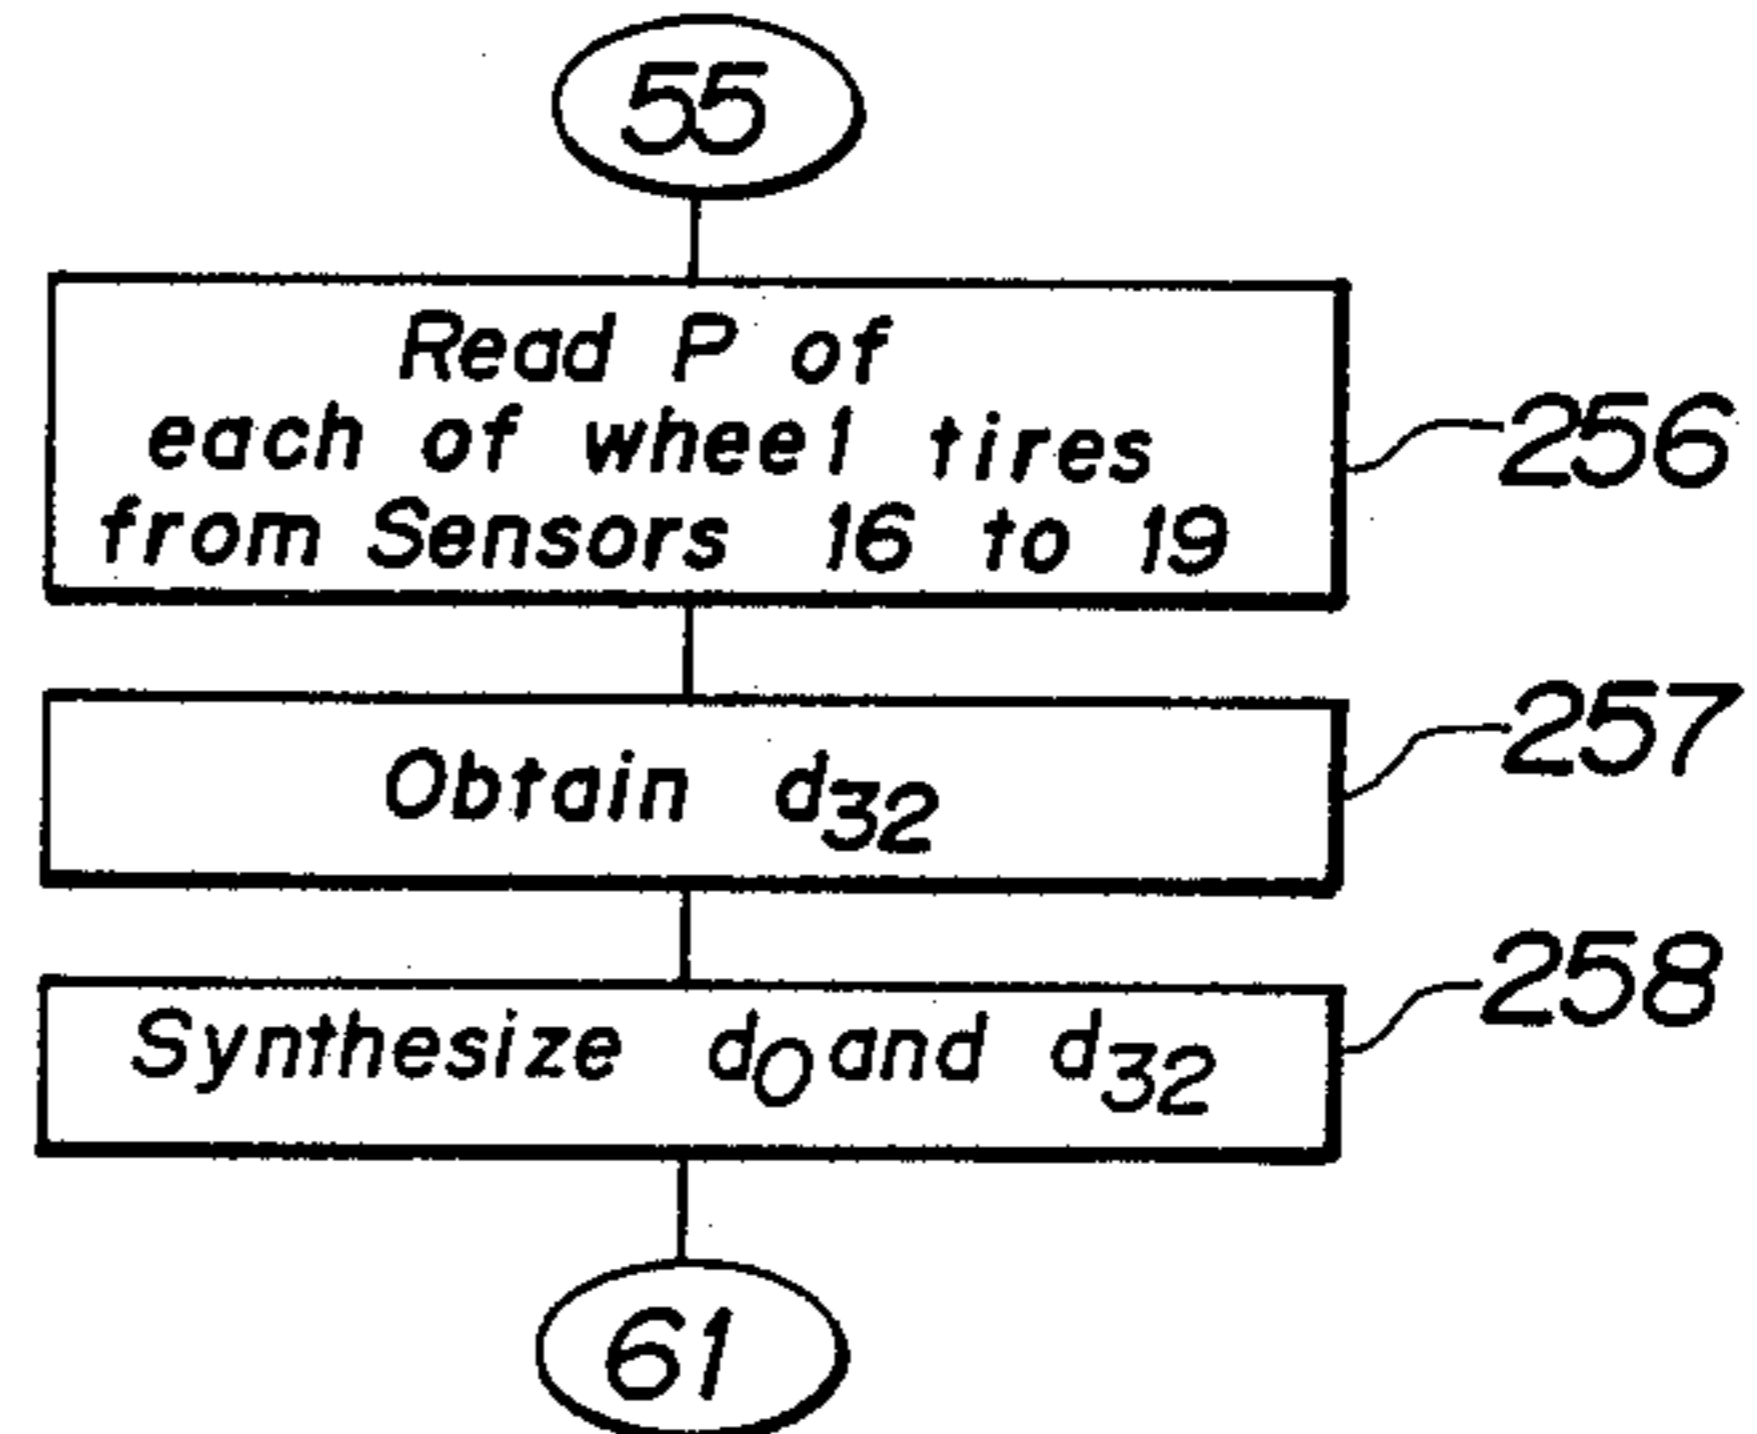 55
Read P of
each of wheel tires
from Sensors 16 to 19
256
Obtain d32
257
Synthesize d0 and d32
258
61